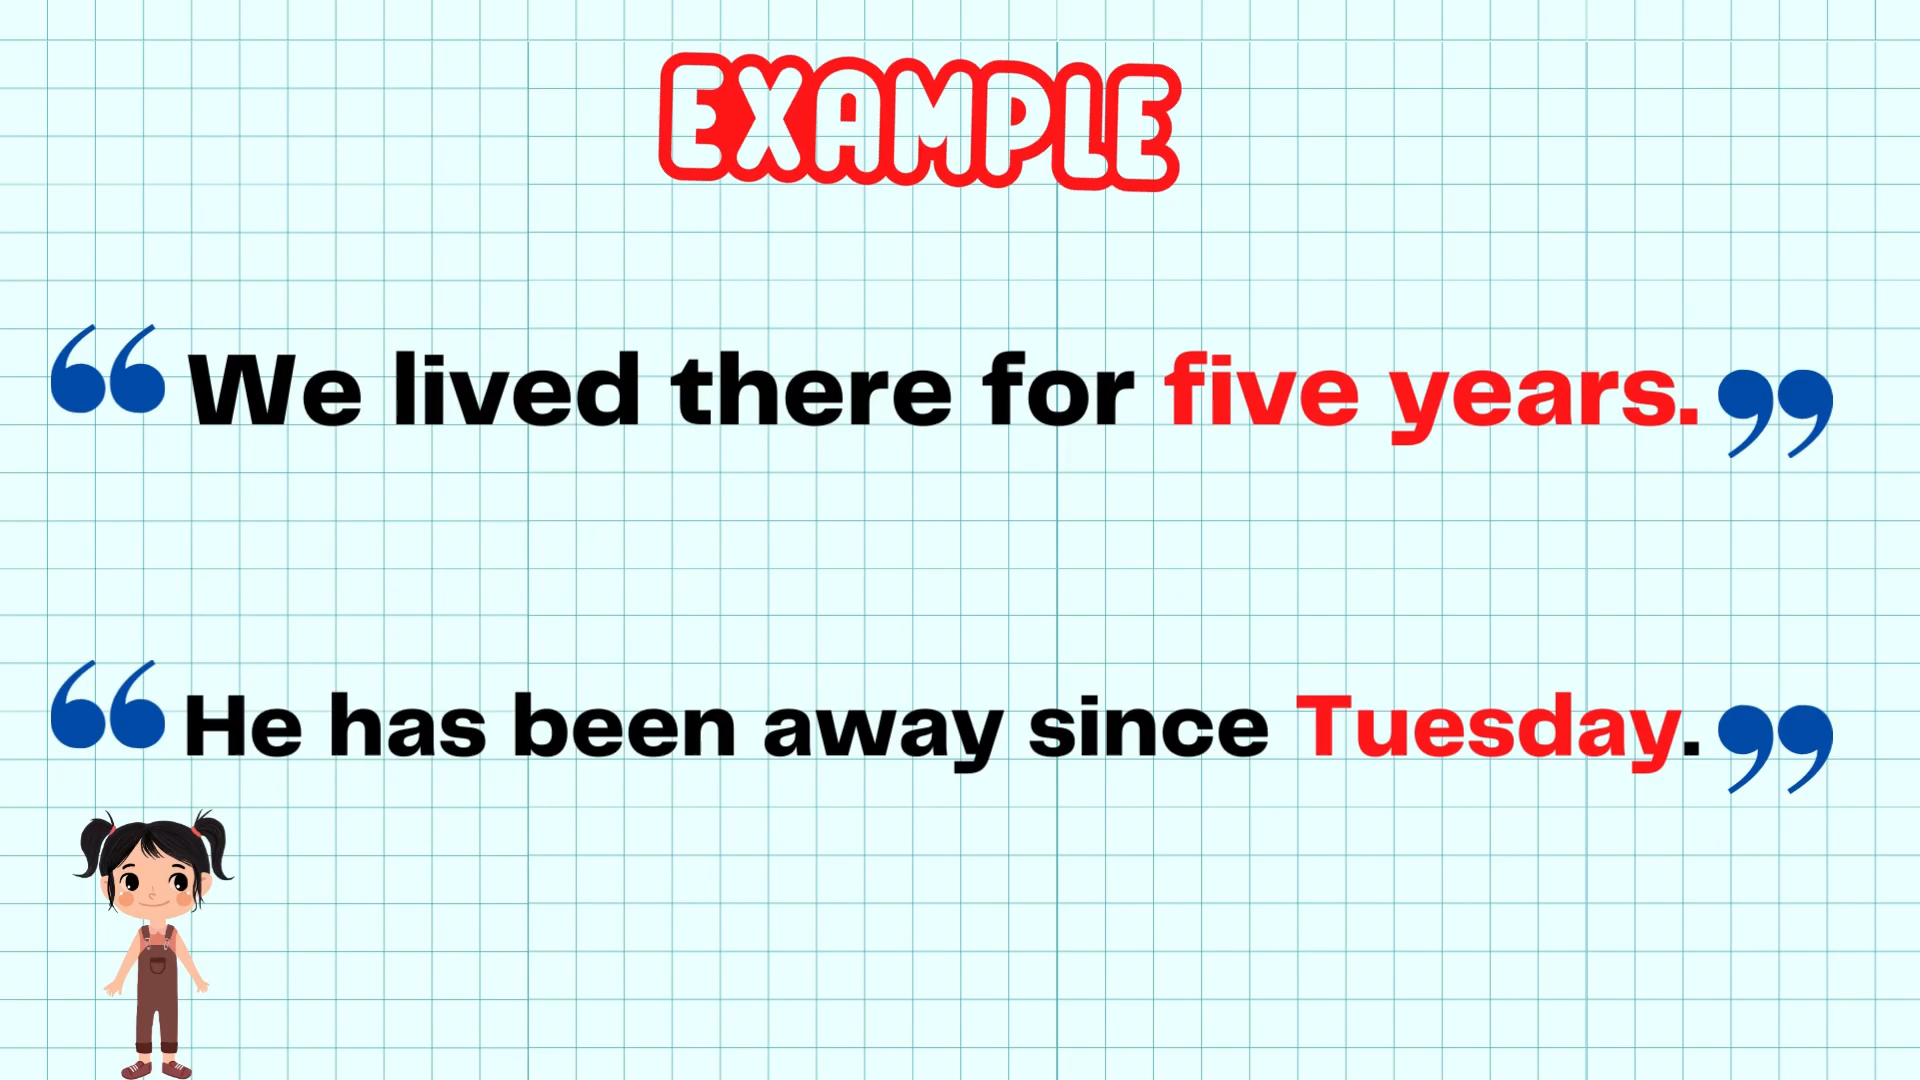 EXAMPLE
“We lived there for five years.”
“He has been away since Tuesday.”